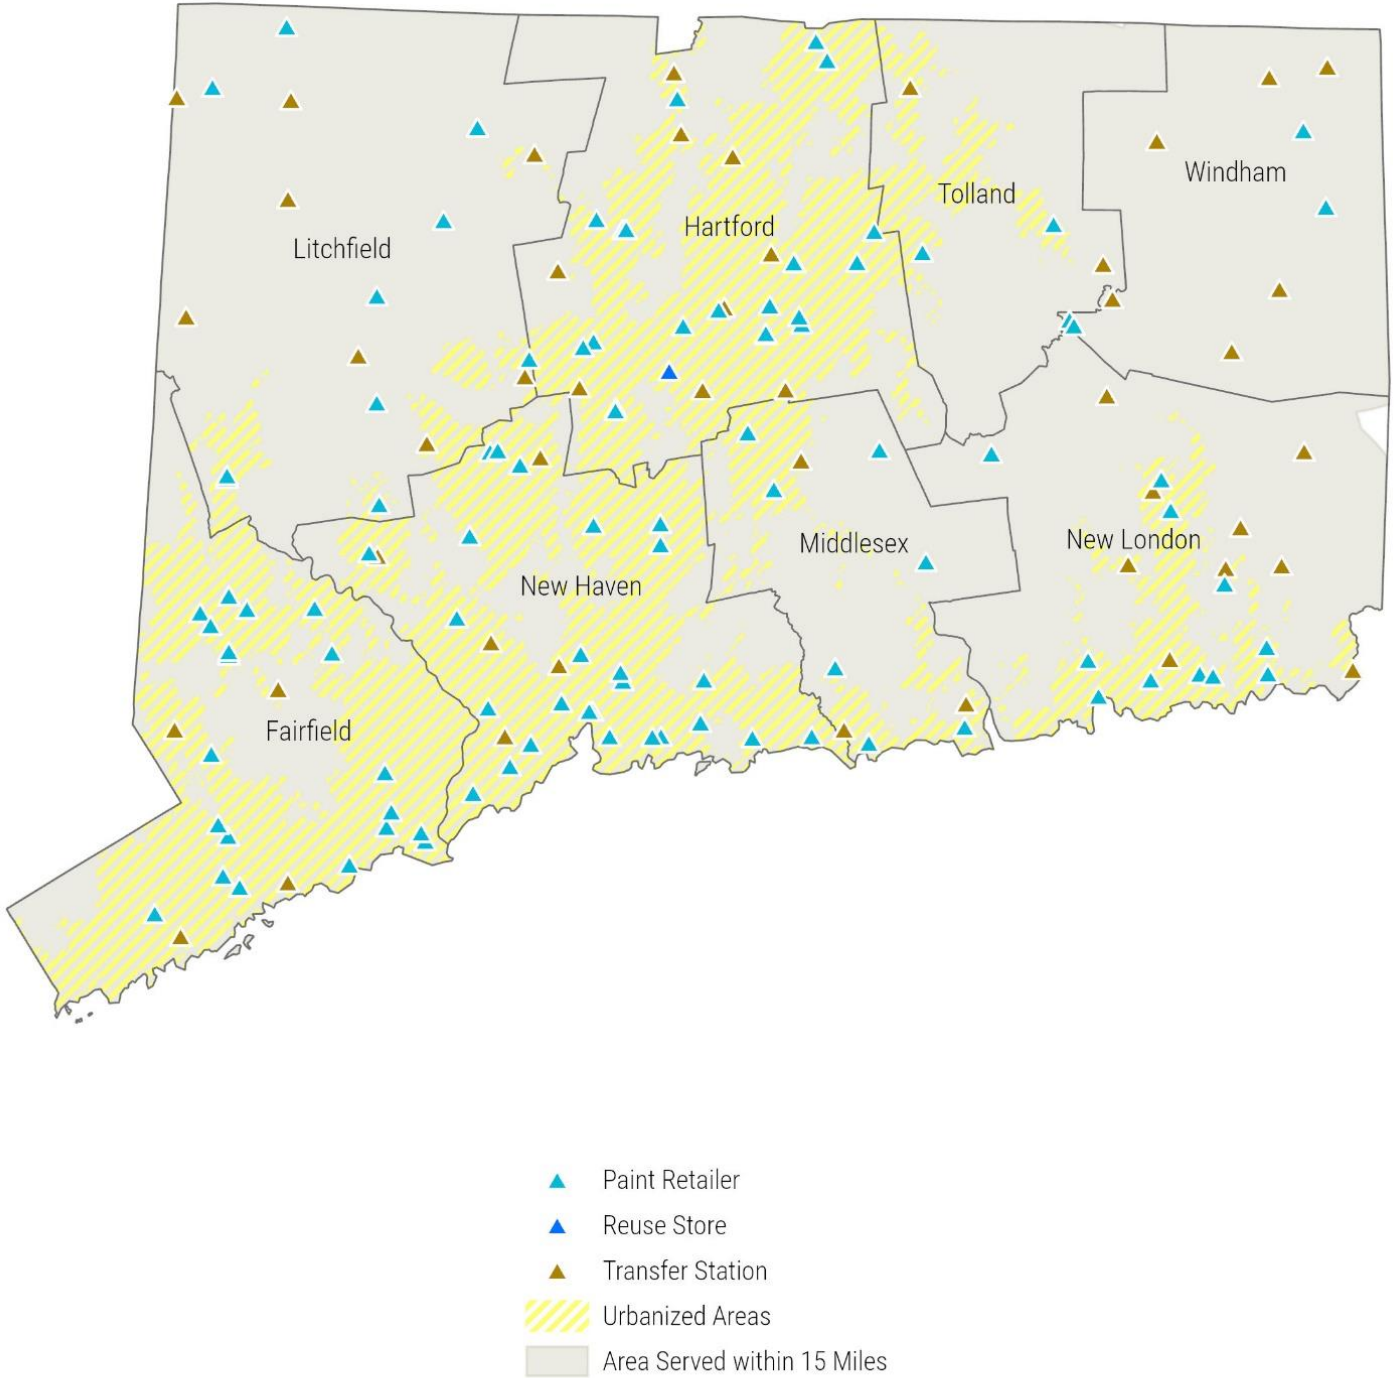 Windham
Tolland
Hartford
Litchfield
New London
Middlesex
New Haven
Fairfield
Paint Retailer
Reuse Store
Transfer Station
Urbanized Areas
Area Served within 15 Miles